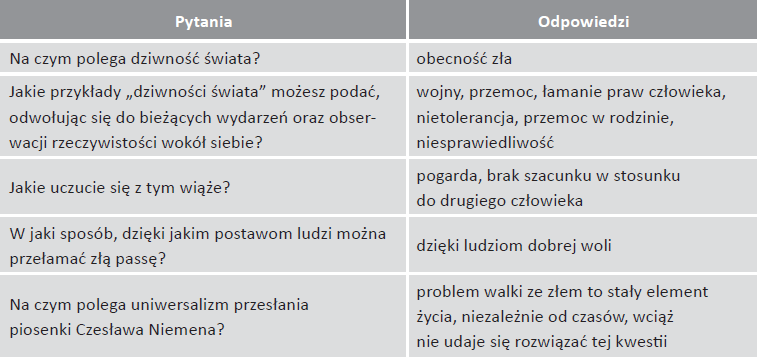 Pytania
Odpowiedzi
Na czym polega dziwność świata?
obecność zła
Jakie przykłady „dziwności świata” możesz podać,
odwołując się do bieżących wydarzeń oraz obser-
wacji rzeczywistości wokół siebie?
wojny, przemoc, łamanie praw człowieka,
nietolerancja, przemoc w rodzinie,
niesprawiedliwość
Jakie uczucie się z tym wiąże?
pogarda, brak szacunku w stosunku
do drugiego człowieka
W jaki sposób, dzięki jakim postawom ludzi można
przełamać złą passę?
dzięki ludziom dobrej woli
Na czym polega uniwersalizm przesłania
piosenki Czesława Niemena?
problem walki ze złem to stały element
życia, niezależnie od czasów, wciąż
nie udaje się rozwiązać tej kwestii